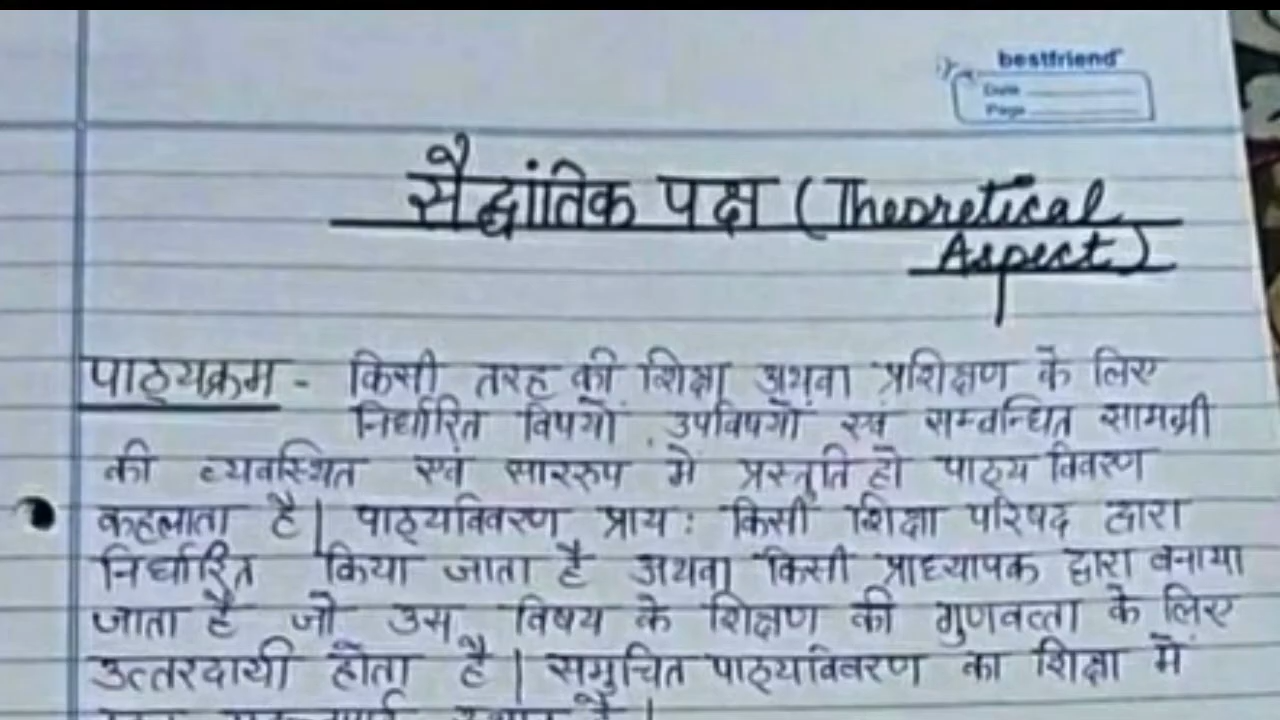 bestfriend
Date
Page
सैद्धांतिक पक्ष (Theoretical
Aspect)
पाठ्यक्रम - किसी तरह की शिक्षा अथवा प्रशिक्षण के लिए
निर्धारित विषयों, उपविषयों एवं सम्बन्धित सामग्री
की व्यवस्थित एवं साररूप में प्रस्तुति ही पाठ्य विवरण
कहलाता है। पाठ्यविवरण प्राय: किसी शिक्षा परिषद द्वारा
निर्धारित किया जाता है अथवा किसी प्राध्यापक द्वारा बनाया
जाता है जो उस विषय के शिक्षण की गुणवत्ता के लिए
उत्तरदायी होता है। समुचित पाठ्यविवरण का शिक्षा में